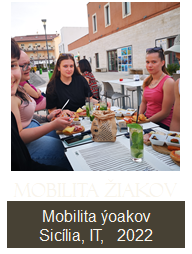 MOBILITA ŽIAKOV
Mobilita ýoakov
Sicília, IT,   2022